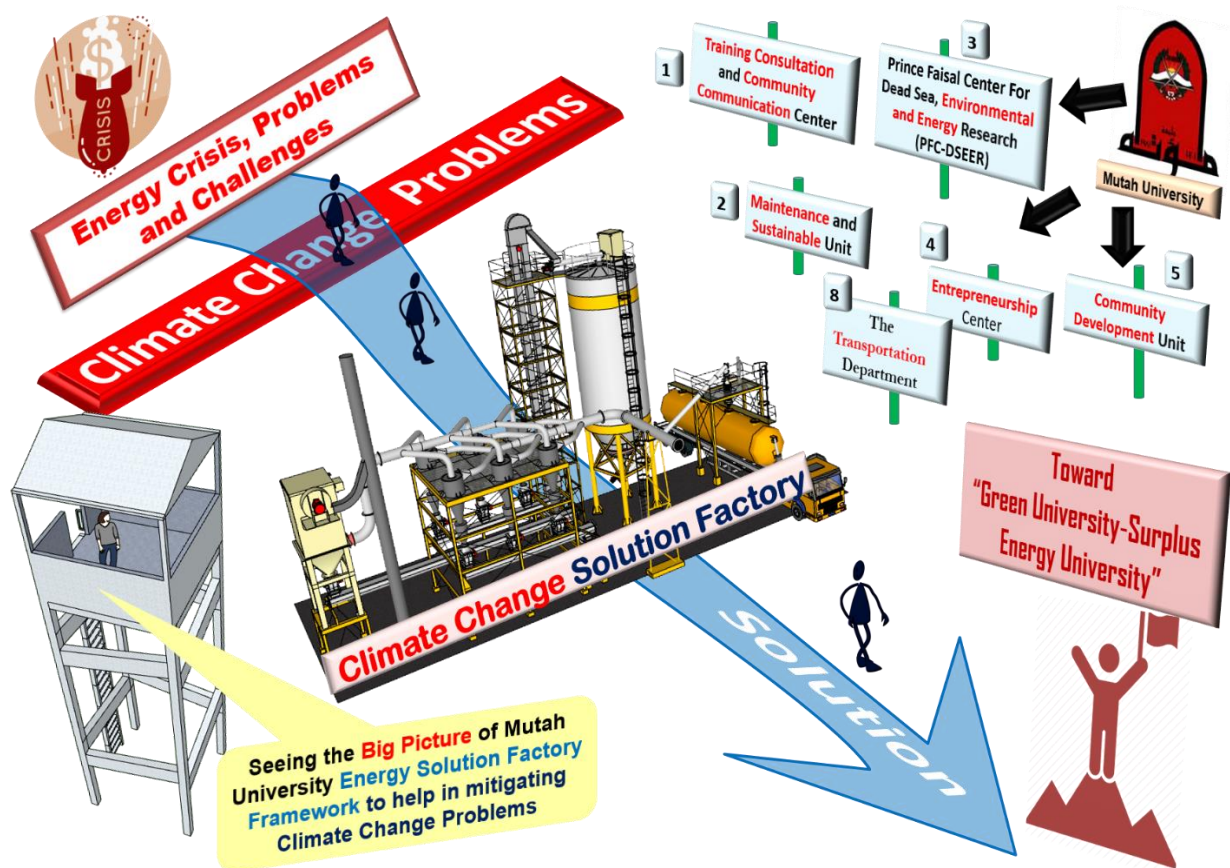 $
CRISIS
Energy Crisis, Problems
and Challenges
Climate Change Problems
1
Training Consultation
and Community
Communication Center
3
Prince Faisal Center For
Dead Sea, Environmental
and Energy Research
(PFC-DSEER)
Mutah University
2
Maintenance and
Sustainable Unit
4
Entrepreneurship
Center
5
Community
Development Unit
8
The
Transportation
Department
Climate Change Solution Factory
Toward
“Green University-Surplus
Energy University”
Solution
Seeing the Big Picture of Mutah
University Energy Solution Factory
Framework to help in mitigating
Climate Change Problems